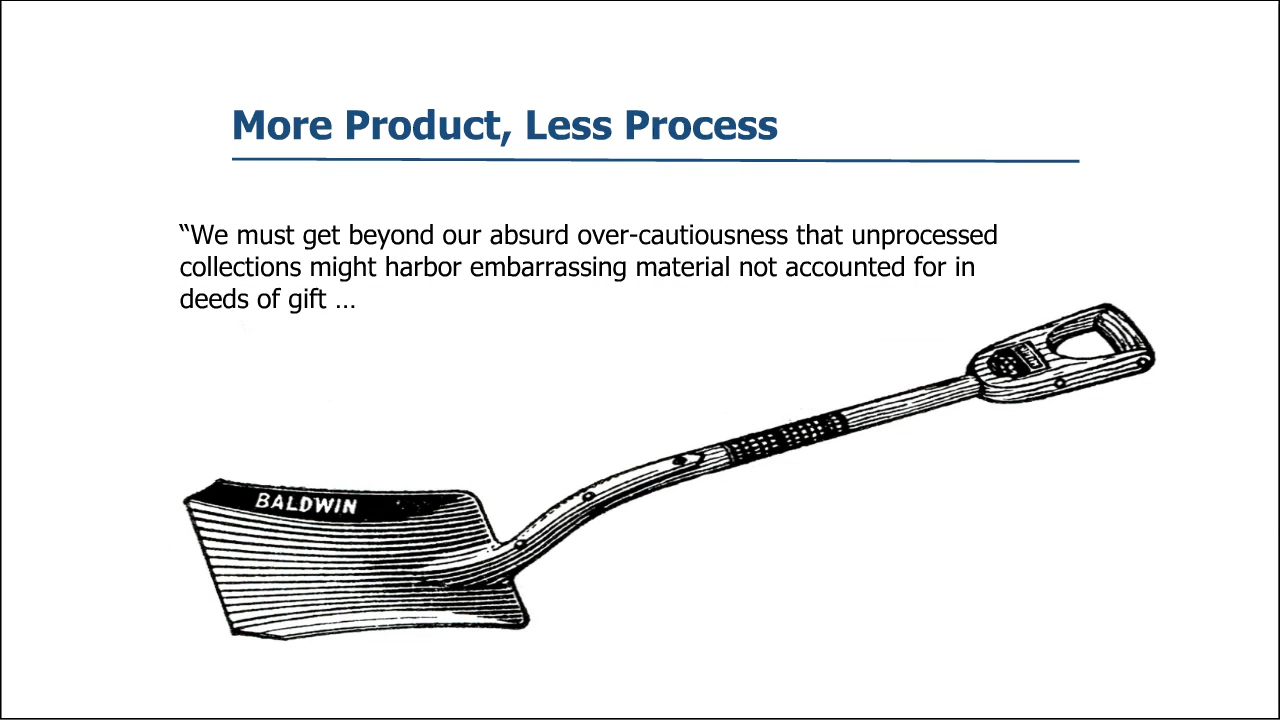 More Product, Less Process
“We must get beyond our absurd over-cautiousness that unprocessed
collections might harbor embarrassing material not accounted for in
deeds of gift …
BALDWIN